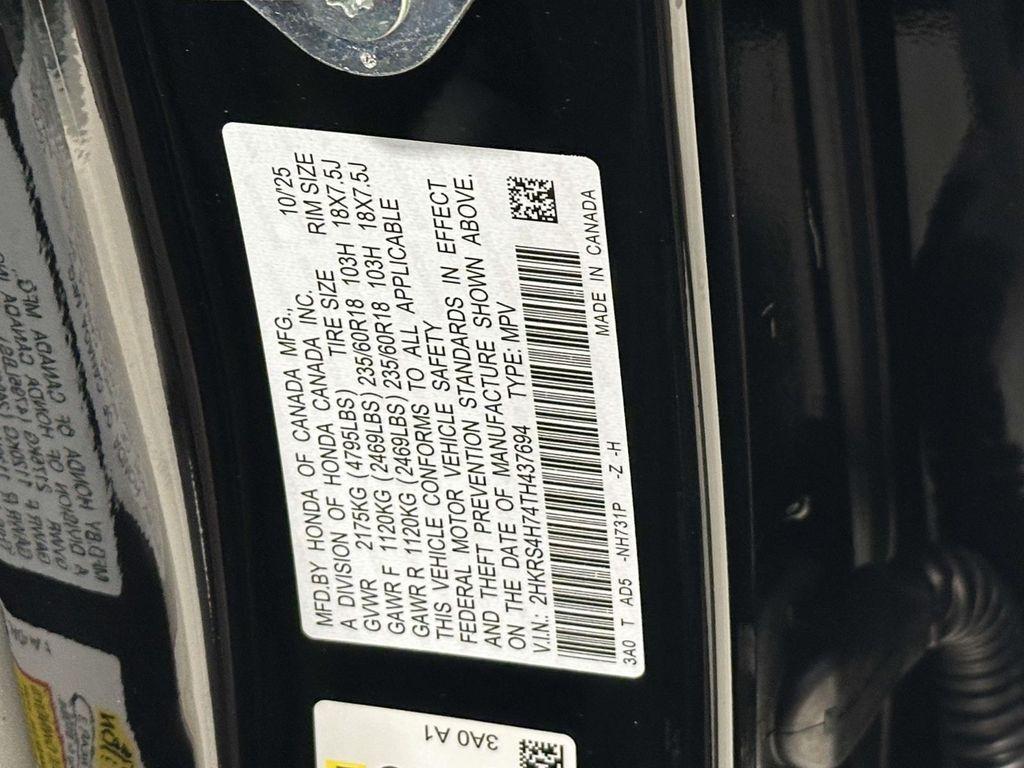 MFD.BY HONDA OF CANADA MFG.,
A DIVISION OF HONDA CANADA INC. 10/'25
GVWR 2175KG (4795LBS) TIRE SIZE RIM SIZE
GAWR F 1120KG (2469LBS) 235/60R18 103H 18X7.5J
GAWR R 1120KG (2469LBS) 235/60R18 103H 18X7.5J
THIS VEHICLE CONFORMS TO ALL APPLICABLE
FEDERAL MOTOR VEHICLE SAFETY
AND THEFT PREVENTION STANDARDS IN EFFECT
ON THE DATE OF MANUFACTURE SHOWN ABOVE.
V.I.N.: 2HKRS4H74TH437694 TYPE: MPV
3A0 T AD5 -NH731P -Z -H MADE IN CANADA
3A0 A1